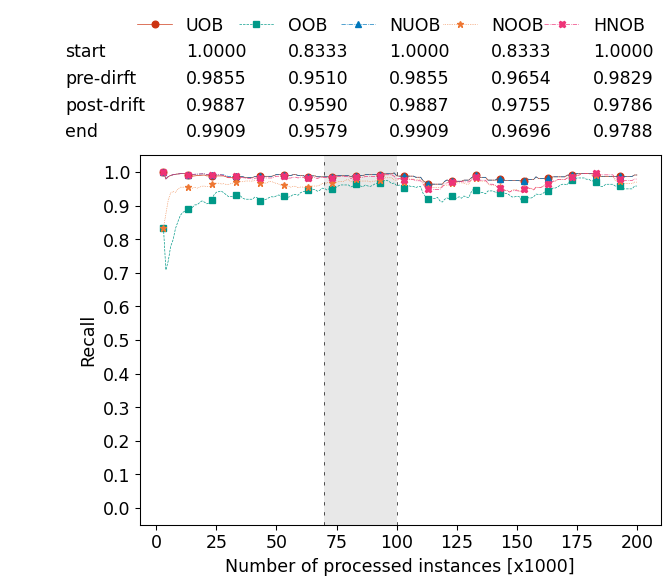 UOB OOB NUOB NOOB HNOB
start 1.0000 0.8333 1.0000 0.8333 1.0000
pre-dirft 0.9855 0.9510 0.9855 0.9654 0.9829
post-drift 0.9887 0.9590 0.9887 0.9755 0.9786
end 0.9909 0.9579 0.9909 0.9696 0.9788
1.0
0.9
0.8
0.7
0.6
0.5
0.4
0.3
0.2
0.1
0.0
Recall
0 25 50 75 100 125 150 175 200
Number of processed instances [x1000]